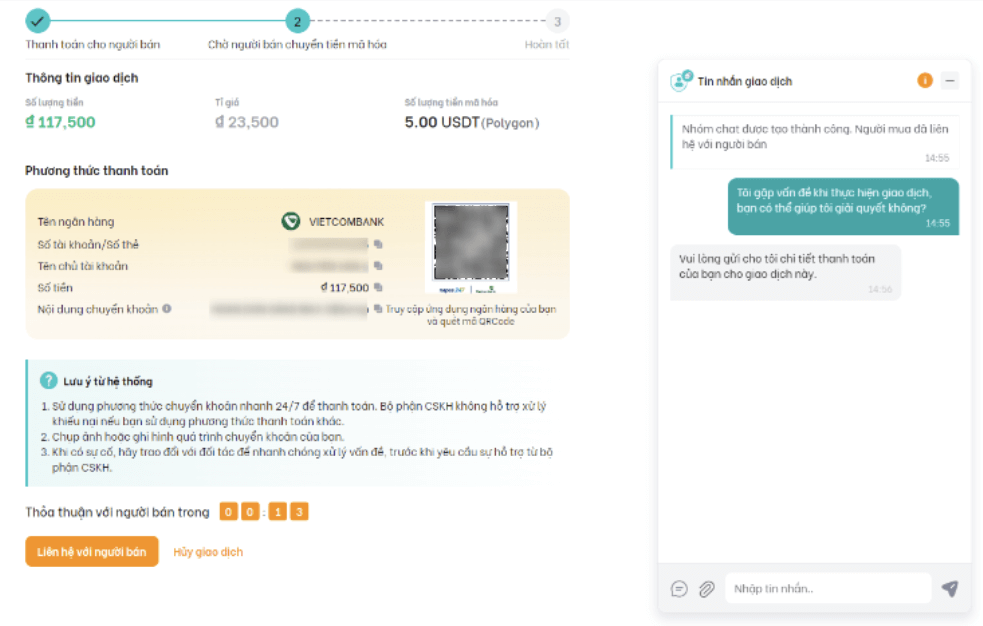 2
3
Thanh toán cho người bán
Chờ người bán chuyển tiền mã hóa
Hoàn tất
Thông tin giao dịch
Số lượng tiền
Tỉ giá
Số lượng tiền mã hóa
₫ 117,500
₫ 23,500
5.00 USDT(Polygon)
Phương thức thanh toán
Tên ngân hàng
VIETCOMBANK
Số tài khoản/Số thẻ
Tên chủ tài khoản
Số tiền
₫ 117,500
Nội dung chuyển khoản
Truy cập ứng dụng ngân hàng của bạn
và quét mã QRCode
? Lưu ý từ hệ thống
1. Sử dụng phương thức chuyển khoản nhanh 24/7 để thanh toán. Bộ phận CSKH không hỗ trợ xử lý
khiếu nại nếu bạn sử dụng phương thức thanh toán khác.
2. Chụp ảnh hoặc ghi hình quá trình chuyển khoản của bạn.
3. Khi có sự cố, hãy trao đổi với đối tác để nhanh chóng xử lý vấn đề, trước khi yêu cầu sự hỗ trợ từ bộ
phận CSKH.
Thỏa thuận với người bán trong 0 0 : 1 3
Liên hệ với người bán
Hủy giao dịch
Tin nhắn giao dịch
Nhóm chat được tạo thành công. Người mua đã liên
hệ với người bán
14:55
Tôi gặp vấn đề khi thực hiện giao dịch,
bạn có thể giúp tôi giải quyết không?
14:55
Vui lòng gửi cho tôi chi tiết thanh toán
của bạn cho giao dịch này.
14:56
Nhập tin nhắn..